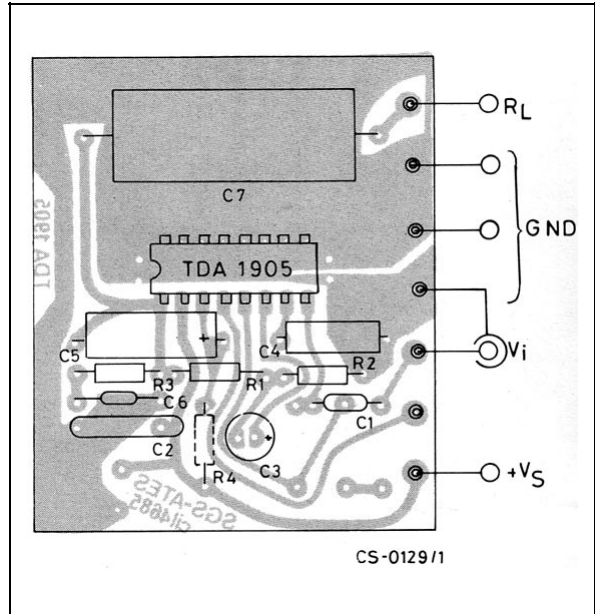 RL
C7
TDA 1905
GND
TDA 1905
C5
C4
Vi
R3
R1
R2
C6
C1
C2
R4
C3
+VS
SGS-ATES
cil4685
CS-0129/1